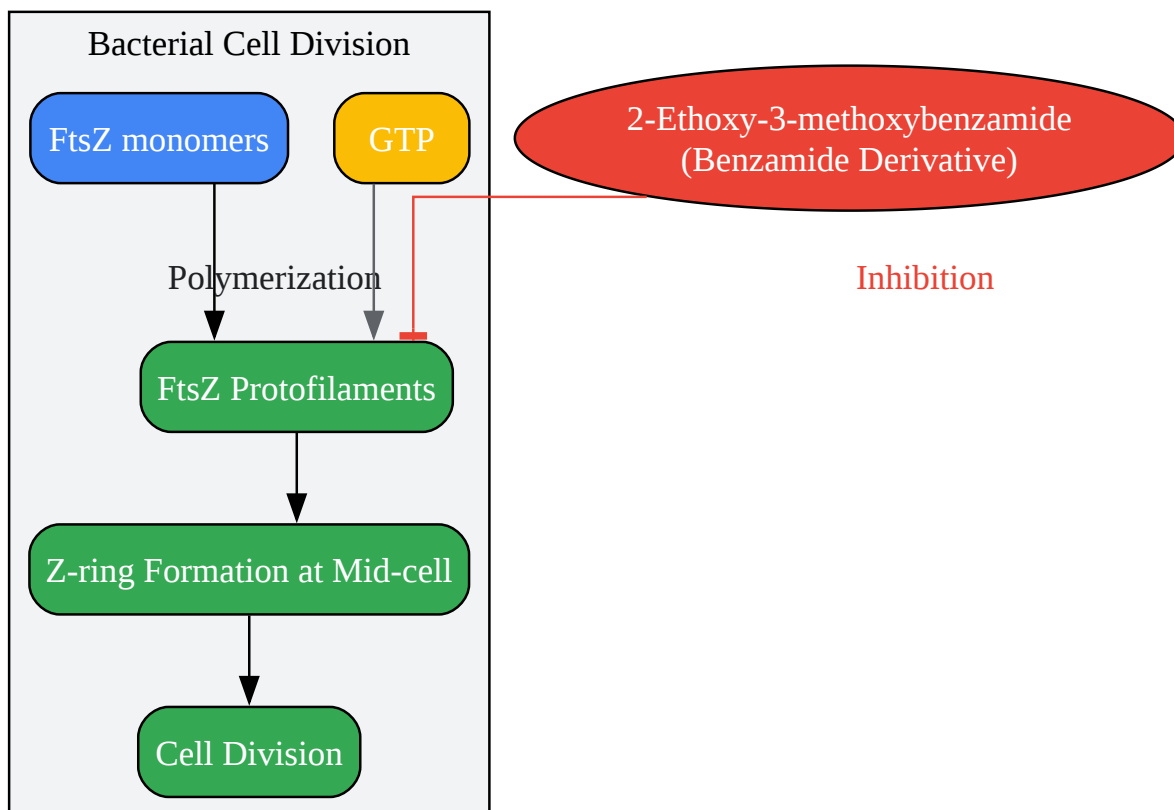 Bacterial Cell Division
FtsZ monomers
GTP
2-Ethoxy-3-methoxybenzamide
(Benzamide Derivative)
Polymerization
Inhibition
FtsZ Protofilaments
Z-ring Formation at Mid-cell
Cell Division